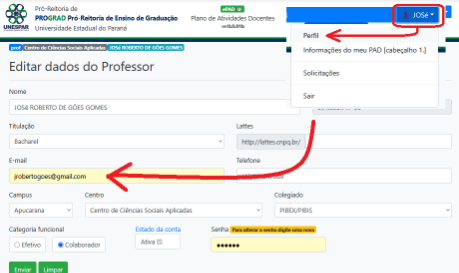 Pró-Reitoria de
PROGRAD Pró-Reitoria de Ensino de Graduação
Universidade Estadual do Paraná
UNESPAR
ePAD
Plano de Atividades Docentes
JOSé
Perfil
Informações do meu PAD (cabeçalho 1.)
Solicitações
Sair
prof Centro de Ciências Sociais Aplicadas JOSé ROBERTO DE GÓES GOMES
Editar dados do Professor
Nome
JOSé ROBERTO DE GÓES GOMES
Titulação
Lattes
Bacharel
http://lattes.cnpq.br/
E-mail
Telefone
jrobertogoes@gmail.com
Campus
Centro
Colegiado
Apucarana
Centro de Ciências Sociais Aplicadas
PIBEX/PIBIS
Categoria funcional
Estado da conta
Senha Para alterar a senha digite uma nova
Efetivo
Colaborador
Ativa (S)
••••••
Enviar
Limpar